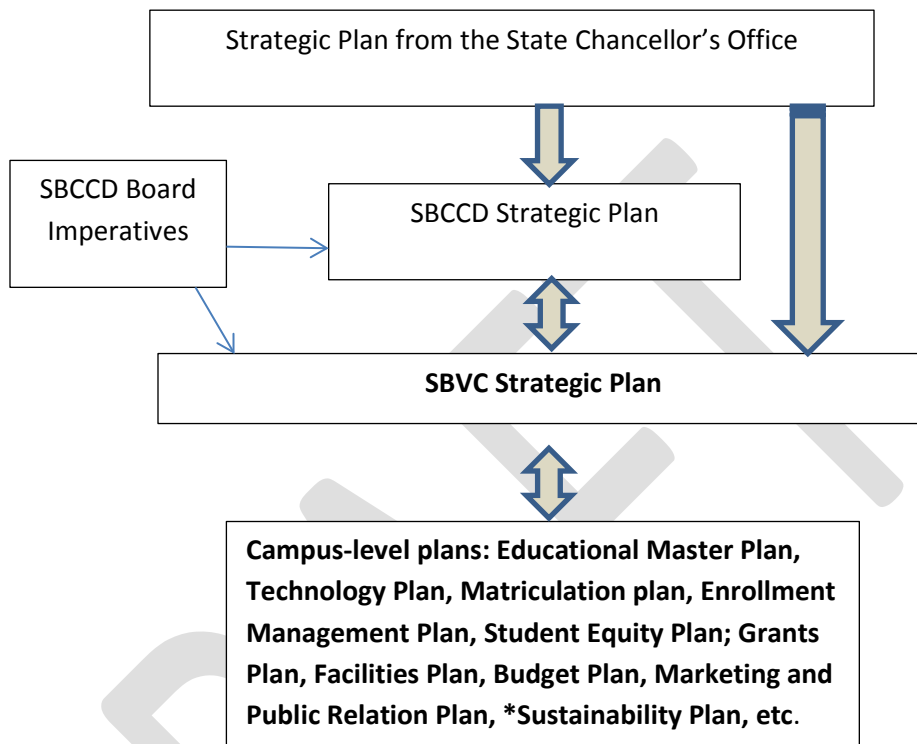 Strategic Plan from the State Chancellor’s Office
SBCCD Board
Imperatives
SBCCD Strategic Plan
SBVC Strategic Plan
Campus-level plans: Educational Master Plan,
Technology Plan, Matriculation plan, Enrollment
Management Plan, Student Equity Plan; Grants
Plan, Facilities Plan, Budget Plan, Marketing and
Public Relation Plan, *Sustainability Plan, etc.
DRAFT